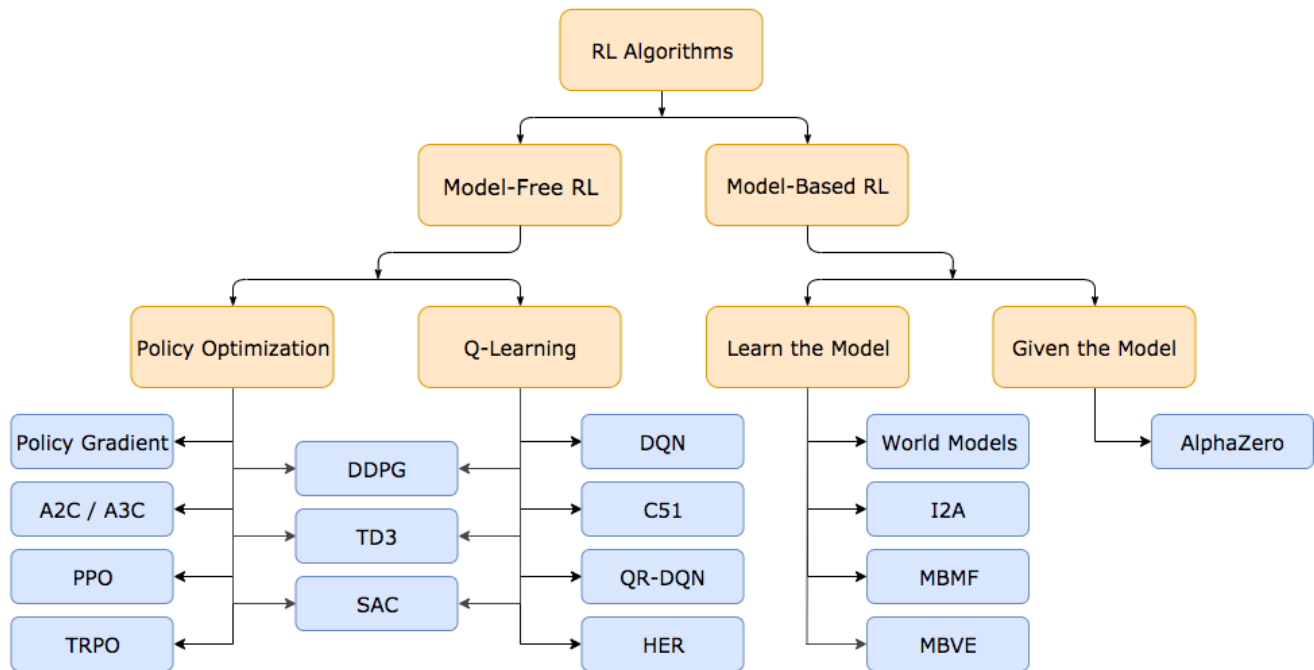 RL Algorithms
Model-Free RL
Model-Based RL
Policy Optimization
Q-Learning
Learn the Model
Given the Model
Policy Gradient
DQN
World Models
AlphaZero
DDPG
A2C / A3C
C51
I2A
TD3
PPO
QR-DQN
MBMF
SAC
TRPO
HER
MBVE